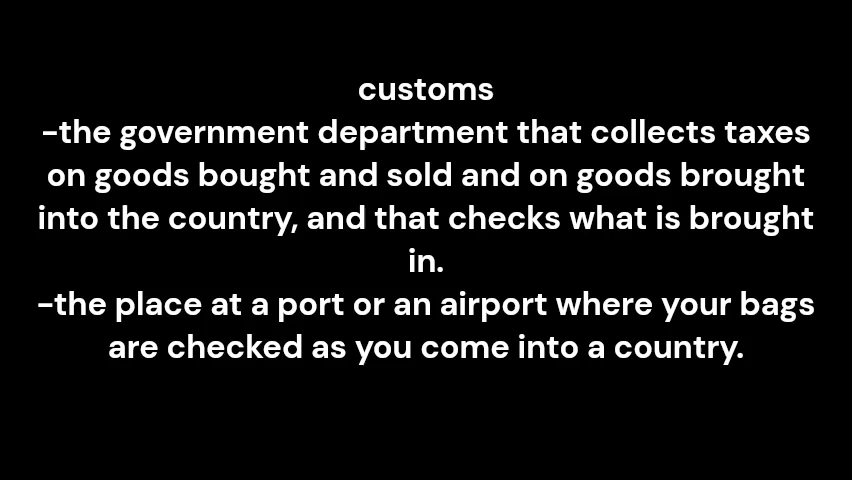 customs
-the government department that collects taxes
on goods bought and sold and on goods brought
into the country, and that checks what is brought
in.
-the place at a port or an airport where your bags
are checked as you come into a country.